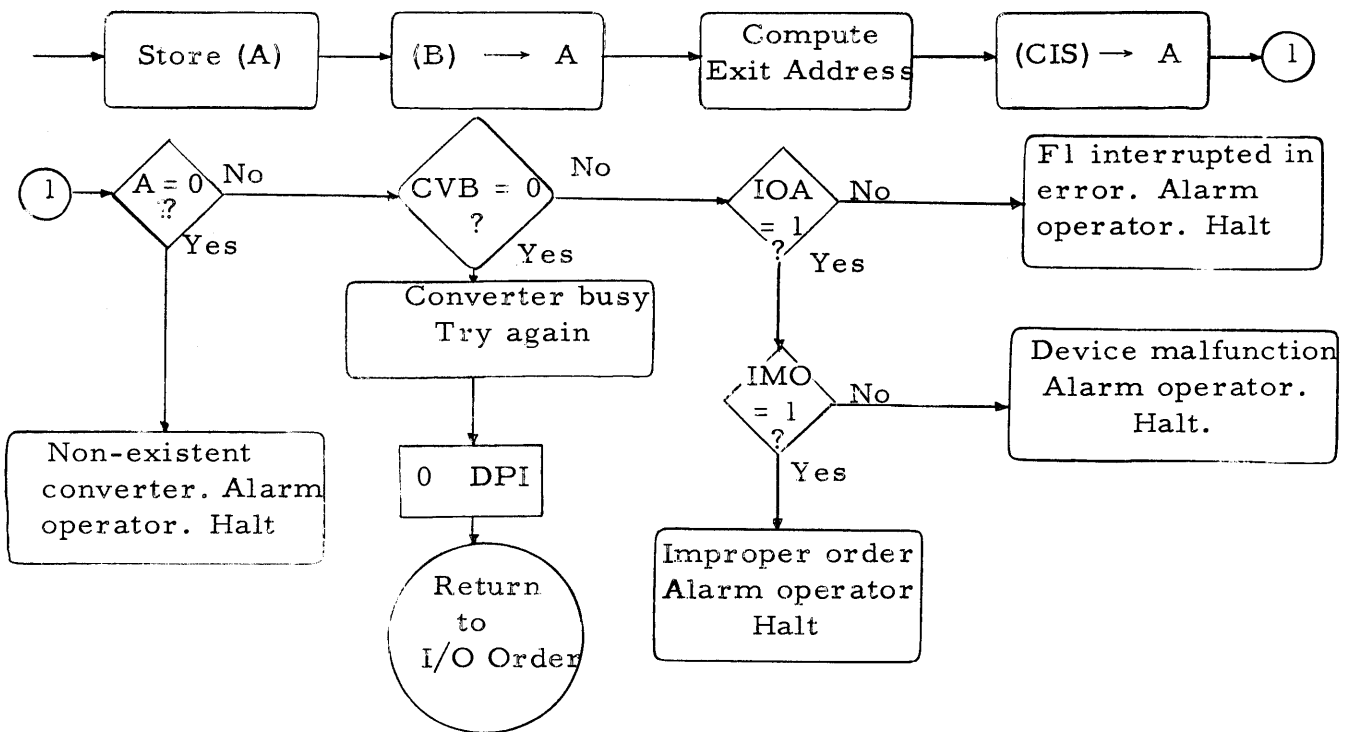 Store (A)
(B) → A
Compute
Exit Address
(CIS) → A
1
1
A = 0
?
No
Yes
CVB = 0
?
No
Yes
IOA
= 1
?
No
Yes
F1 interrupted in
error. Alarm
operator. Halt
Converter busy
Try again
IMO
= 1
?
No
Yes
Device malfunction
Alarm operator.
Halt.
Non-existent
converter. Alarm
operator. Halt
0 DPI
Improper order
Alarm operator
Halt
Return
to
I/O Order